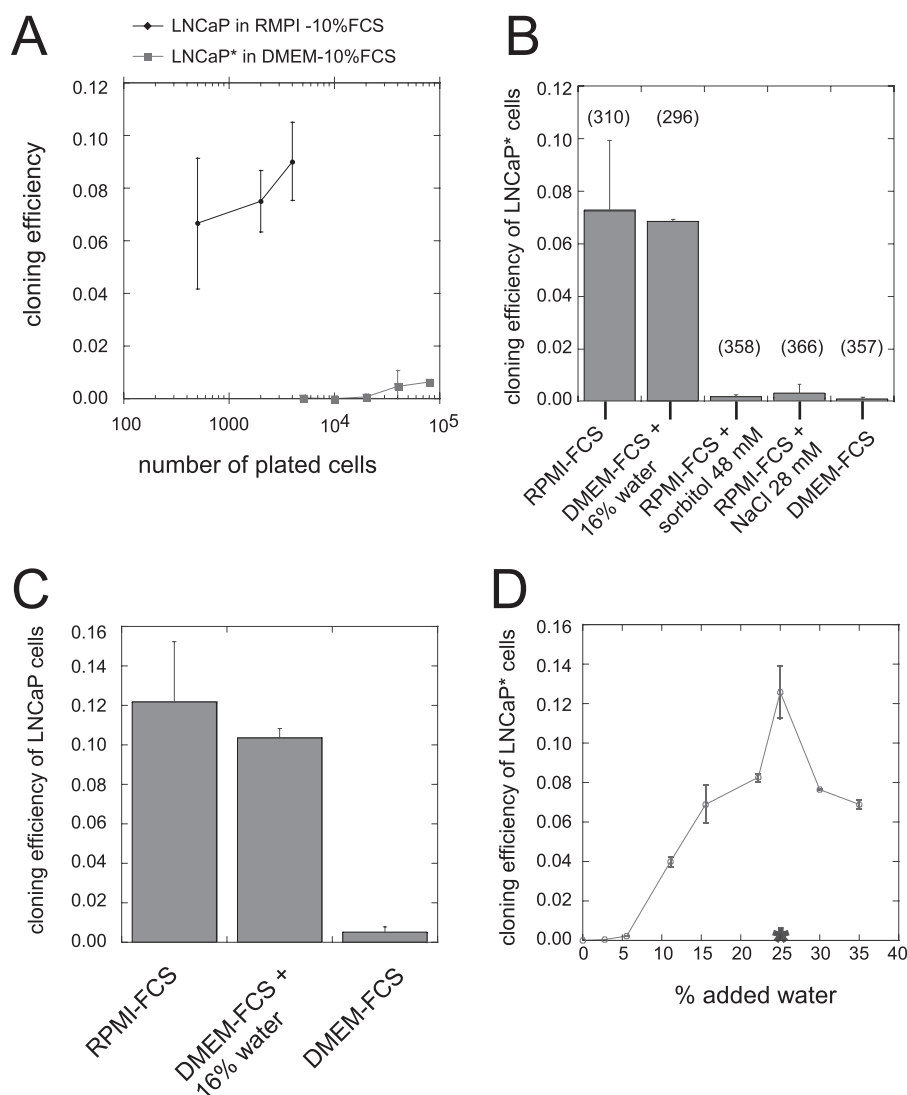 A
LNCaP in RMPI -10%FCS
LNCaP* in DMEM-10%FCS
cloning efficiency
0.12
0.10
0.08
0.06
0.04
0.02
0.00
100
1000
10^4
10^5
number of plated cells
B
cloning efficiency of LNCaP* cells
0.12
0.10
0.08
0.06
0.04
0.02
0.00
(310)
(296)
(358)
(366)
(357)
RPMI-FCS
DMEM-FCS +
16% water
RPMI-FCS +
sorbitol 48 mM
RPMI-FCS +
NaCl 28 mM
DMEM-FCS
C
cloning efficiency of LNCaP cells
0.16
0.14
0.12
0.10
0.08
0.06
0.04
0.02
0.00
RPMI-FCS
DMEM-FCS +
16% water
DMEM-FCS
D
cloning efficiency of LNCaP* cells
0.16
0.14
0.12
0.10
0.08
0.06
0.04
0.02
0.00
0
5
10
15
20
25
30
35
40
*
% added water